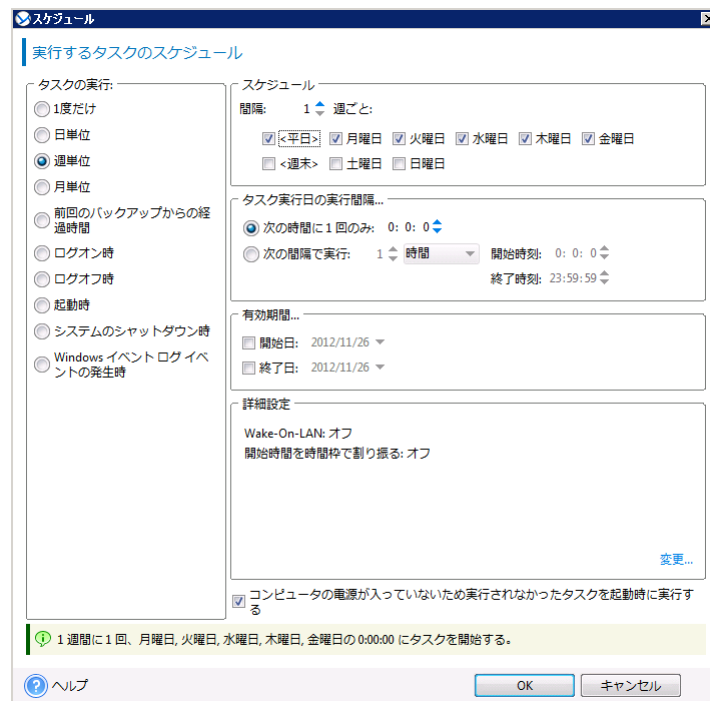 スケジュール
実行するタスクのスケジュール
タスクの実行:
1度だけ
日単位
週単位
月単位
前回のバックアップからの経
過時間
ログオン時
ログオフ時
起動時
システムのシャットダウン時
Windows イベント ログ イベ
ントの発生時
スケジュール
間隔: 1 週ごと:
<平日> 月曜日 火曜日 水曜日 木曜日 金曜日
<週末> 土曜日 日曜日
タスク実行日の実行間隔...
次の時間に1回のみ: 0: 0: 0
次の間隔で実行: 1 時間 開始時刻: 0: 0: 0
終了時刻: 23:59:59
有効期間...
開始日: 2012/11/26
終了日: 2012/11/26
詳細設定
Wake-On-LAN: オフ
開始時間を時間枠で割り振る: オフ
変更...
コンピュータの電源が入っていないため実行されなかったタスクを起動時に実行す
る
1 週間に1 回、月曜日, 火曜日, 水曜日, 木曜日, 金曜日の 0:00:00 にタスクを開始する。
ヘルプ
OK キャンセル